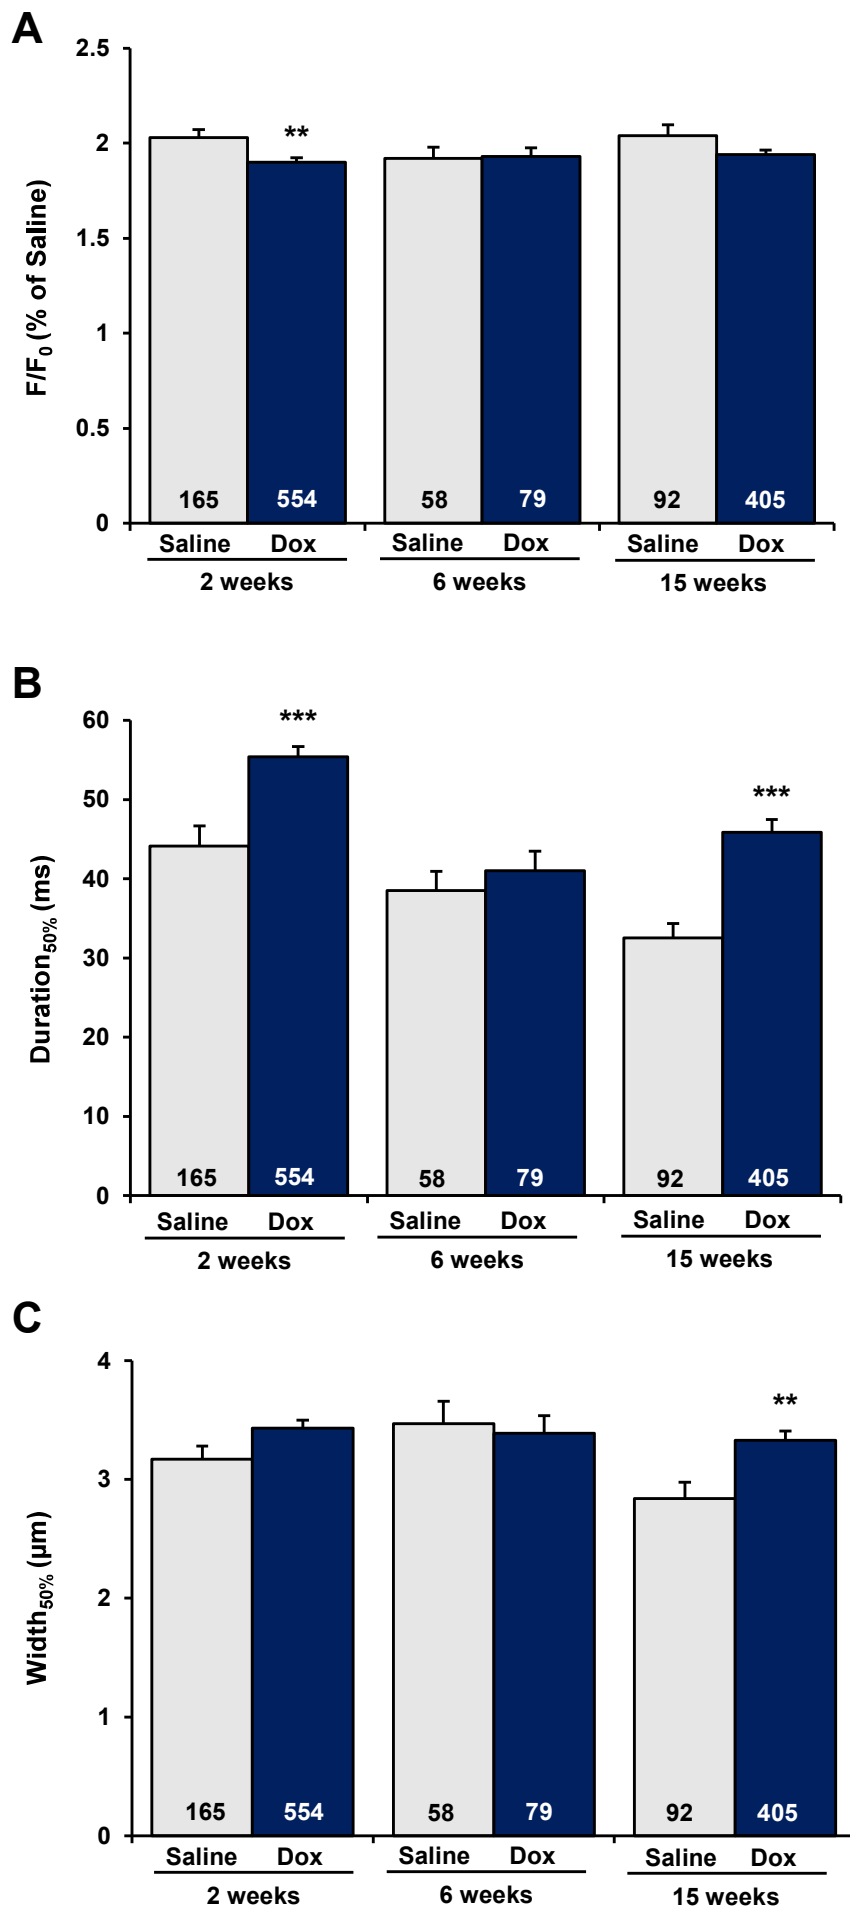 A
2.5
2
1.5
1
0.5
0
F/F0 (% of Saline)
**
165 554 58 79 92 405
Saline Dox Saline Dox Saline Dox
2 weeks 6 weeks 15 weeks
B
60
50
40
30
20
10
0
Duration50% (ms)
*** ***
165 554 58 79 92 405
Saline Dox Saline Dox Saline Dox
2 weeks 6 weeks 15 weeks
C
4
3
2
1
0
Width50% (µm)
**
165 554 58 79 92 405
Saline Dox Saline Dox Saline Dox
2 weeks 6 weeks 15 weeks